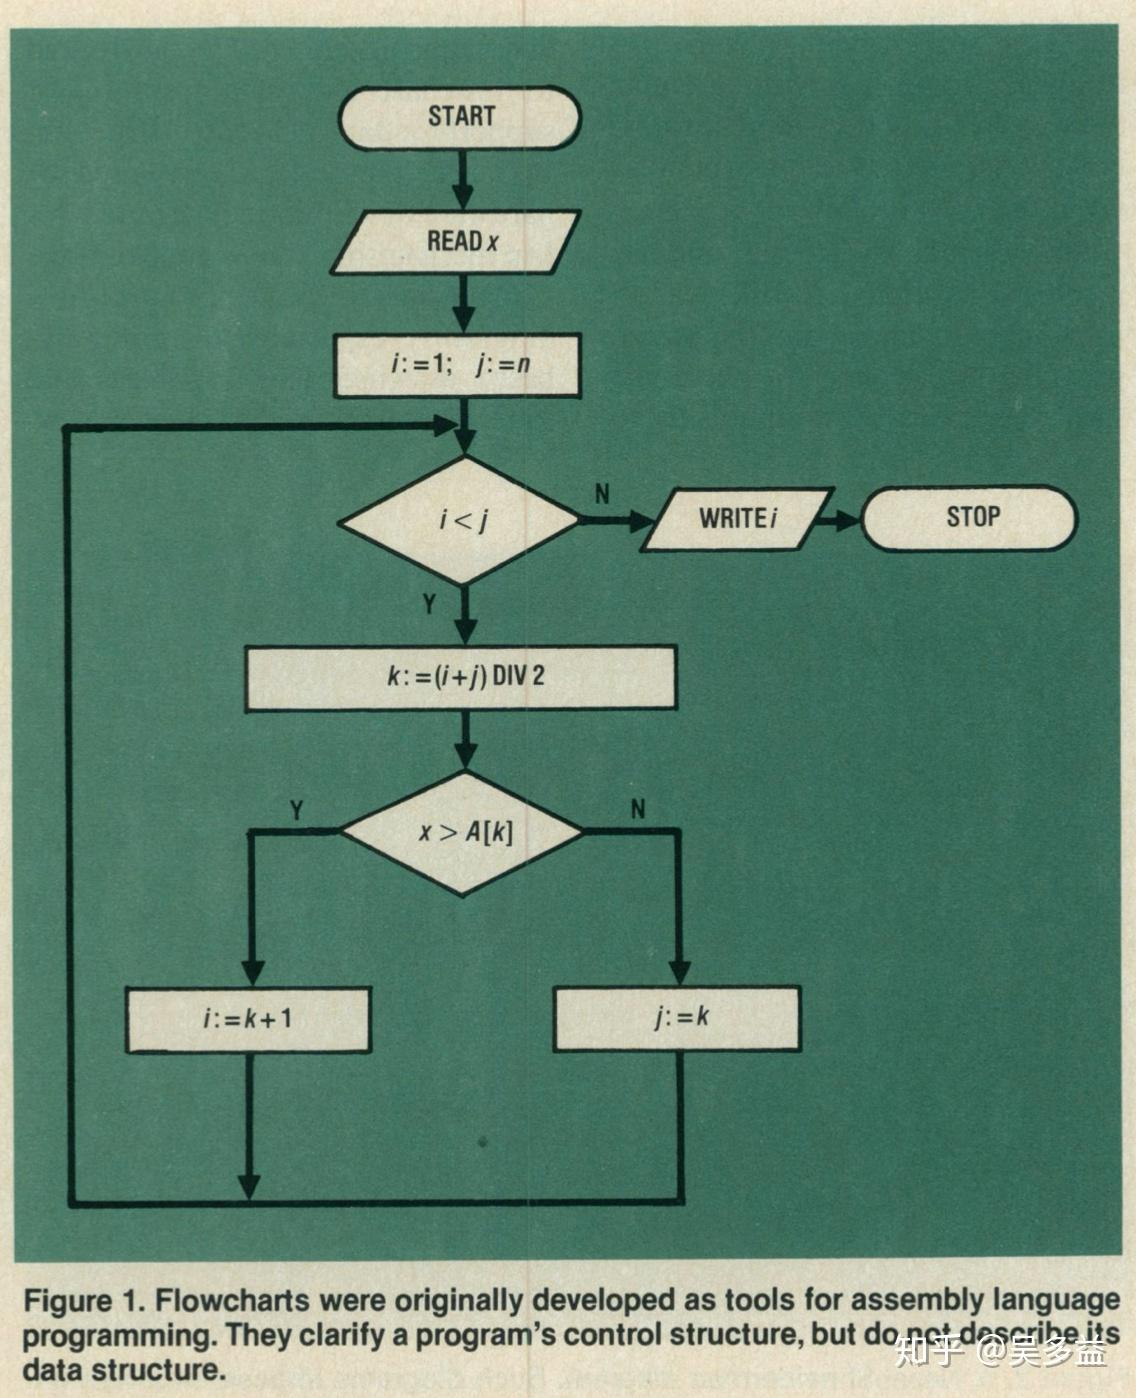 START
READ x
i:=1; j:=n
i < j
N
WRITE i
STOP
Y
k:=(i+j) DIV 2
x > A[k]
Y
N
i:=k+1
j:=k
Figure 1. Flowcharts were originally developed as tools for assembly language
programming. They clarify a program's control structure, but do not describe its
data structure.
知乎 @吴多益